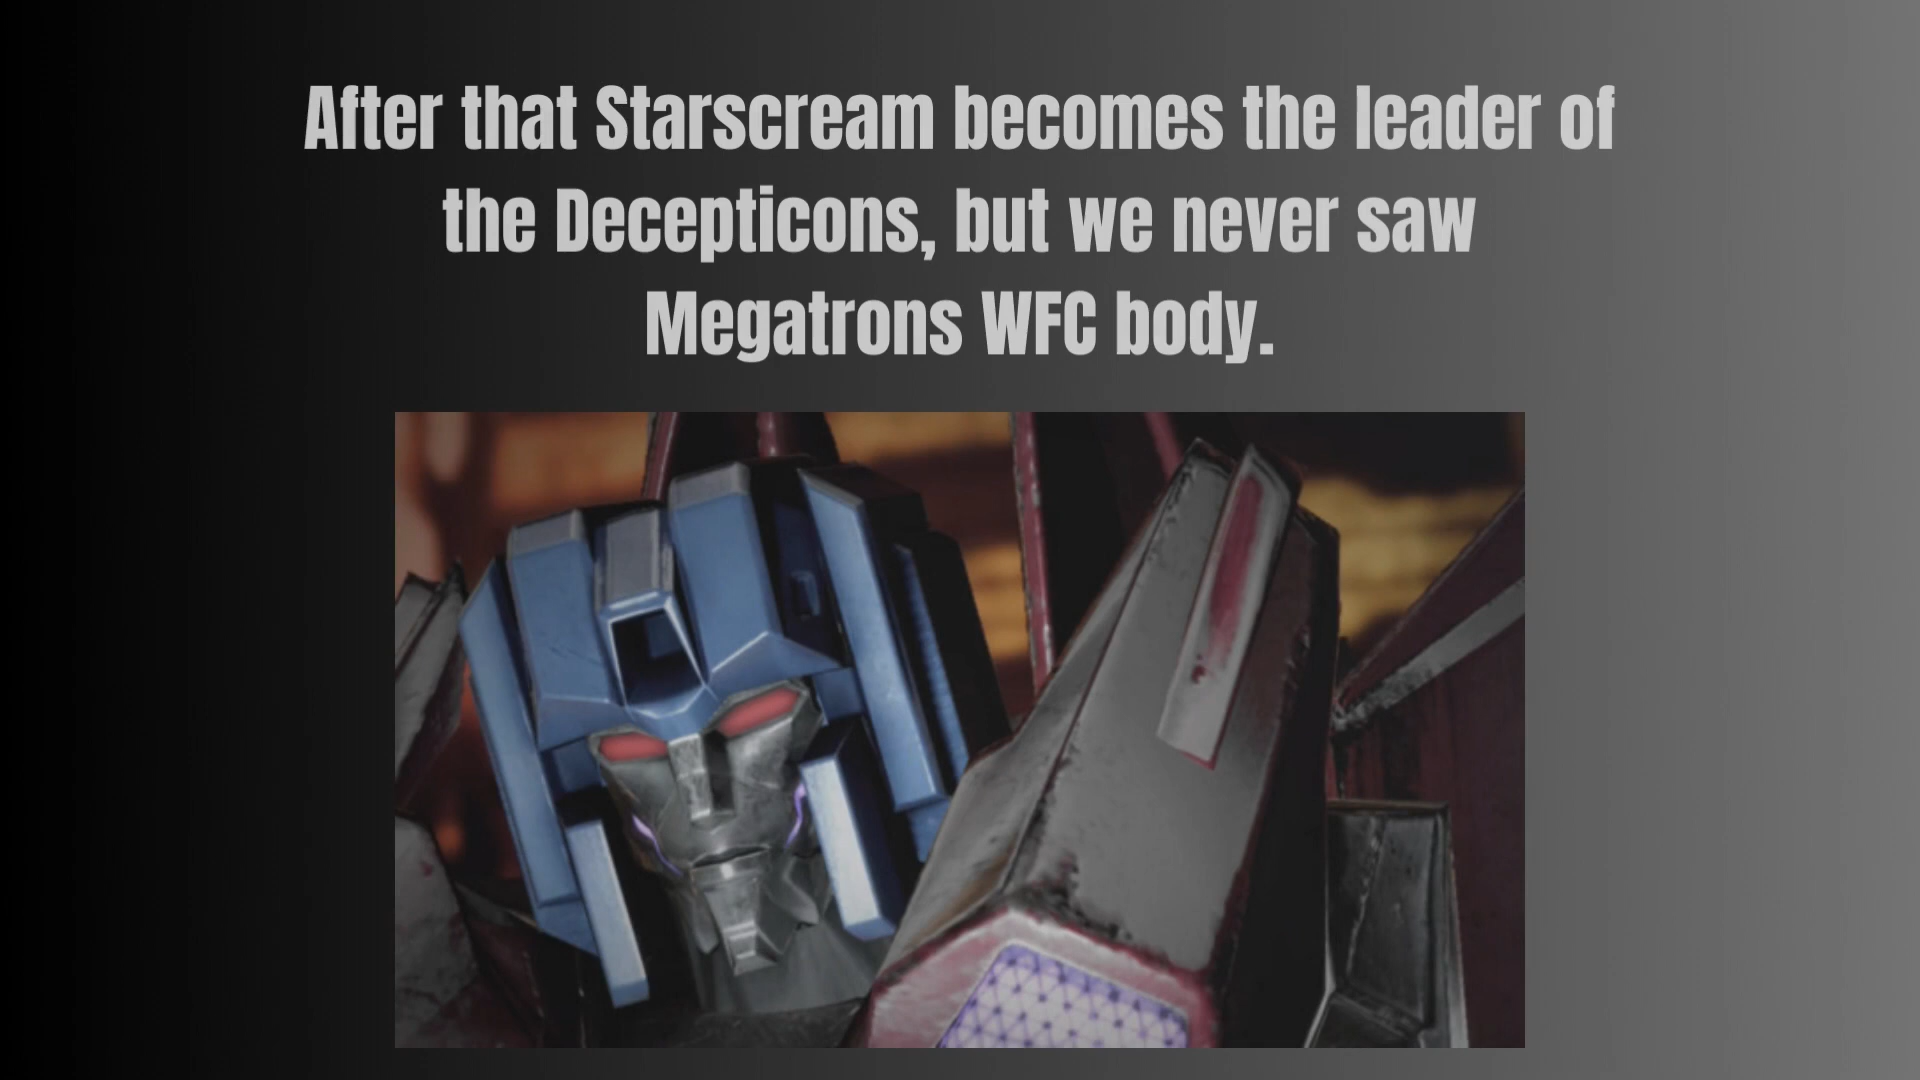 After that Starscream becomes the leader of
the Decepticons, but we never saw
Megatrons WFC body.